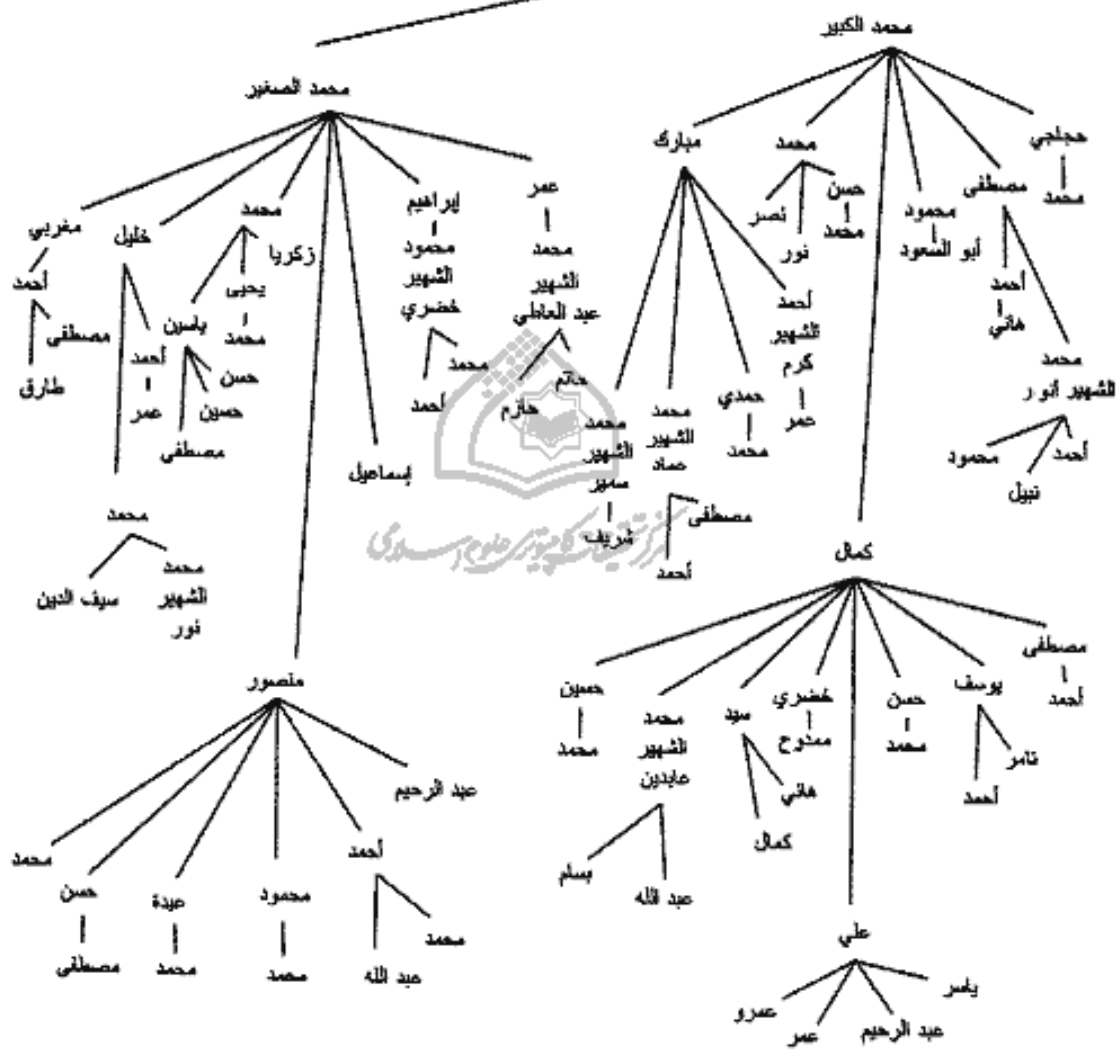 محمد الكبير
حجلجي
محمد
مصطفى
أحمد
هاني
محمد
الشهير أنور
أحمد
نبيل
محمود
محمود
أبو السعود
محمد
حسن
محمد
نور
نصر
مبارك
أحمد
الشهير
كرم
عمر
حمدي
محمد
محمد
الشهير
عماد
مصطفى
أحمد
محمد
الشهير
سمير
شريف
كمال
مصطفى
أحمد
يوسف
تامر
أحمد
حسن
محمد
خضري
ممدوح
سيد
هاني
كمال
محمد
الشهير
عابدين
عبد الله
بسام
حسين
محمد
علي
ياسر
عبد الرحيم
عمر
عمرو
محمد الصغير
عمر
محمد
الشهير
عبد العاطي
حاتم
حازم
إبراهيم
محمود
الشهير
خضري
محمد
أحمد
إسماعيل
محمد
زكريا
يحيى
محمد
ياسين
حسن
حسين
مصطفى
خليل
أحمد
عمر
محمد
محمد
الشهير
نور
سيف الدين
مغربي
أحمد
مصطفى
طارق
منصور
عبد الرحيم
أحمد
محمد
عبد الله
محمود
محمد
عبدة
محمد
حسن
مصطفى
محمد
مرکز تحقیقات کامپیوتری علوم اسلامی